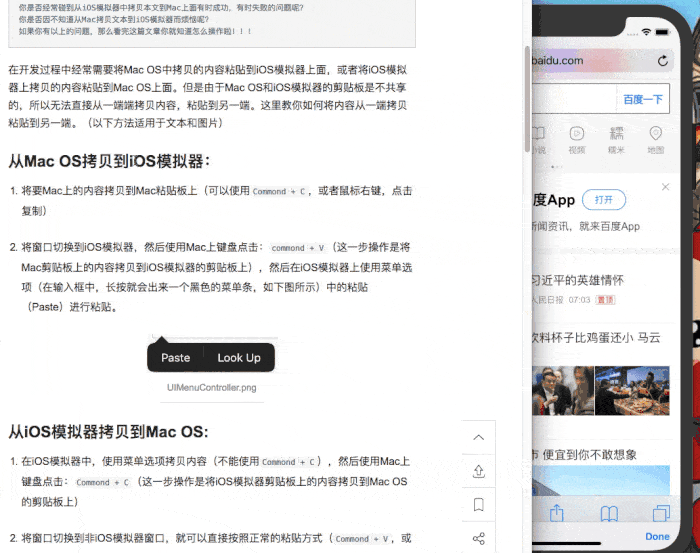 你是否经常碰到从iOS模拟器中拷贝本文到Mac上面有时成功，有时失败的问题呢?
你是否因不知道从Mac拷贝文本到iOS模拟器而烦恼呢?
如果你有以上的问题，那么看完这篇文章你就知道怎么操作啦!!!
在开发过程中经常需要将Mac OS中拷贝的内容粘贴到iOS模拟器上面，或者将iOS模拟
器上拷贝的内容粘贴到Mac OS上面。但是由于Mac OS和iOS模拟器的剪贴板是不共享
的，所以无法直接从一端端拷贝内容，粘贴到另一端。这里教你如何将内容从一端拷贝
粘贴到另一端。（以下方法适用于文本和图片）
从Mac OS拷贝到iOS模拟器：
1. 将要Mac上的内容拷贝到Mac粘贴板上（可以使用 Commond + C ，或者鼠标右键，点击
复制）
2. 将窗口切换到iOS模拟器，然后使用Mac上键盘点击： commond + V （这一步操作是将
Mac剪贴板上的内容拷贝到iOS模拟器的剪贴板上），然后在iOS模拟器上使用菜单选
项（在输入框中，长按就会出来一个黑色的菜单条，如下图所示）中的粘贴
（Paste）进行粘贴。
Paste Look Up
UIMenuController.png
从iOS模拟器拷贝到Mac OS:
1. 在iOS模拟器中，使用菜单选项拷贝内容（不能使用 Commond + C ），然后使用Mac上
键盘点击： Commond + C （这一步操作是将iOS模拟器剪贴板上的内容拷贝到Mac OS
的剪贴板上）
2. 将窗口切换到非iOS模拟器窗口，就可以直接按照正常的粘贴方式（ Commond + V ，或
baidu.com
百度一下
小说 视频 糯米 地图
糯
度App 打开
新闻资讯，就来百度App
习近平的英雄情怀
人民日报 07:03 置顶
饮料杯子比鸡蛋还小 马云
市 便宜到你不敢想象
Done